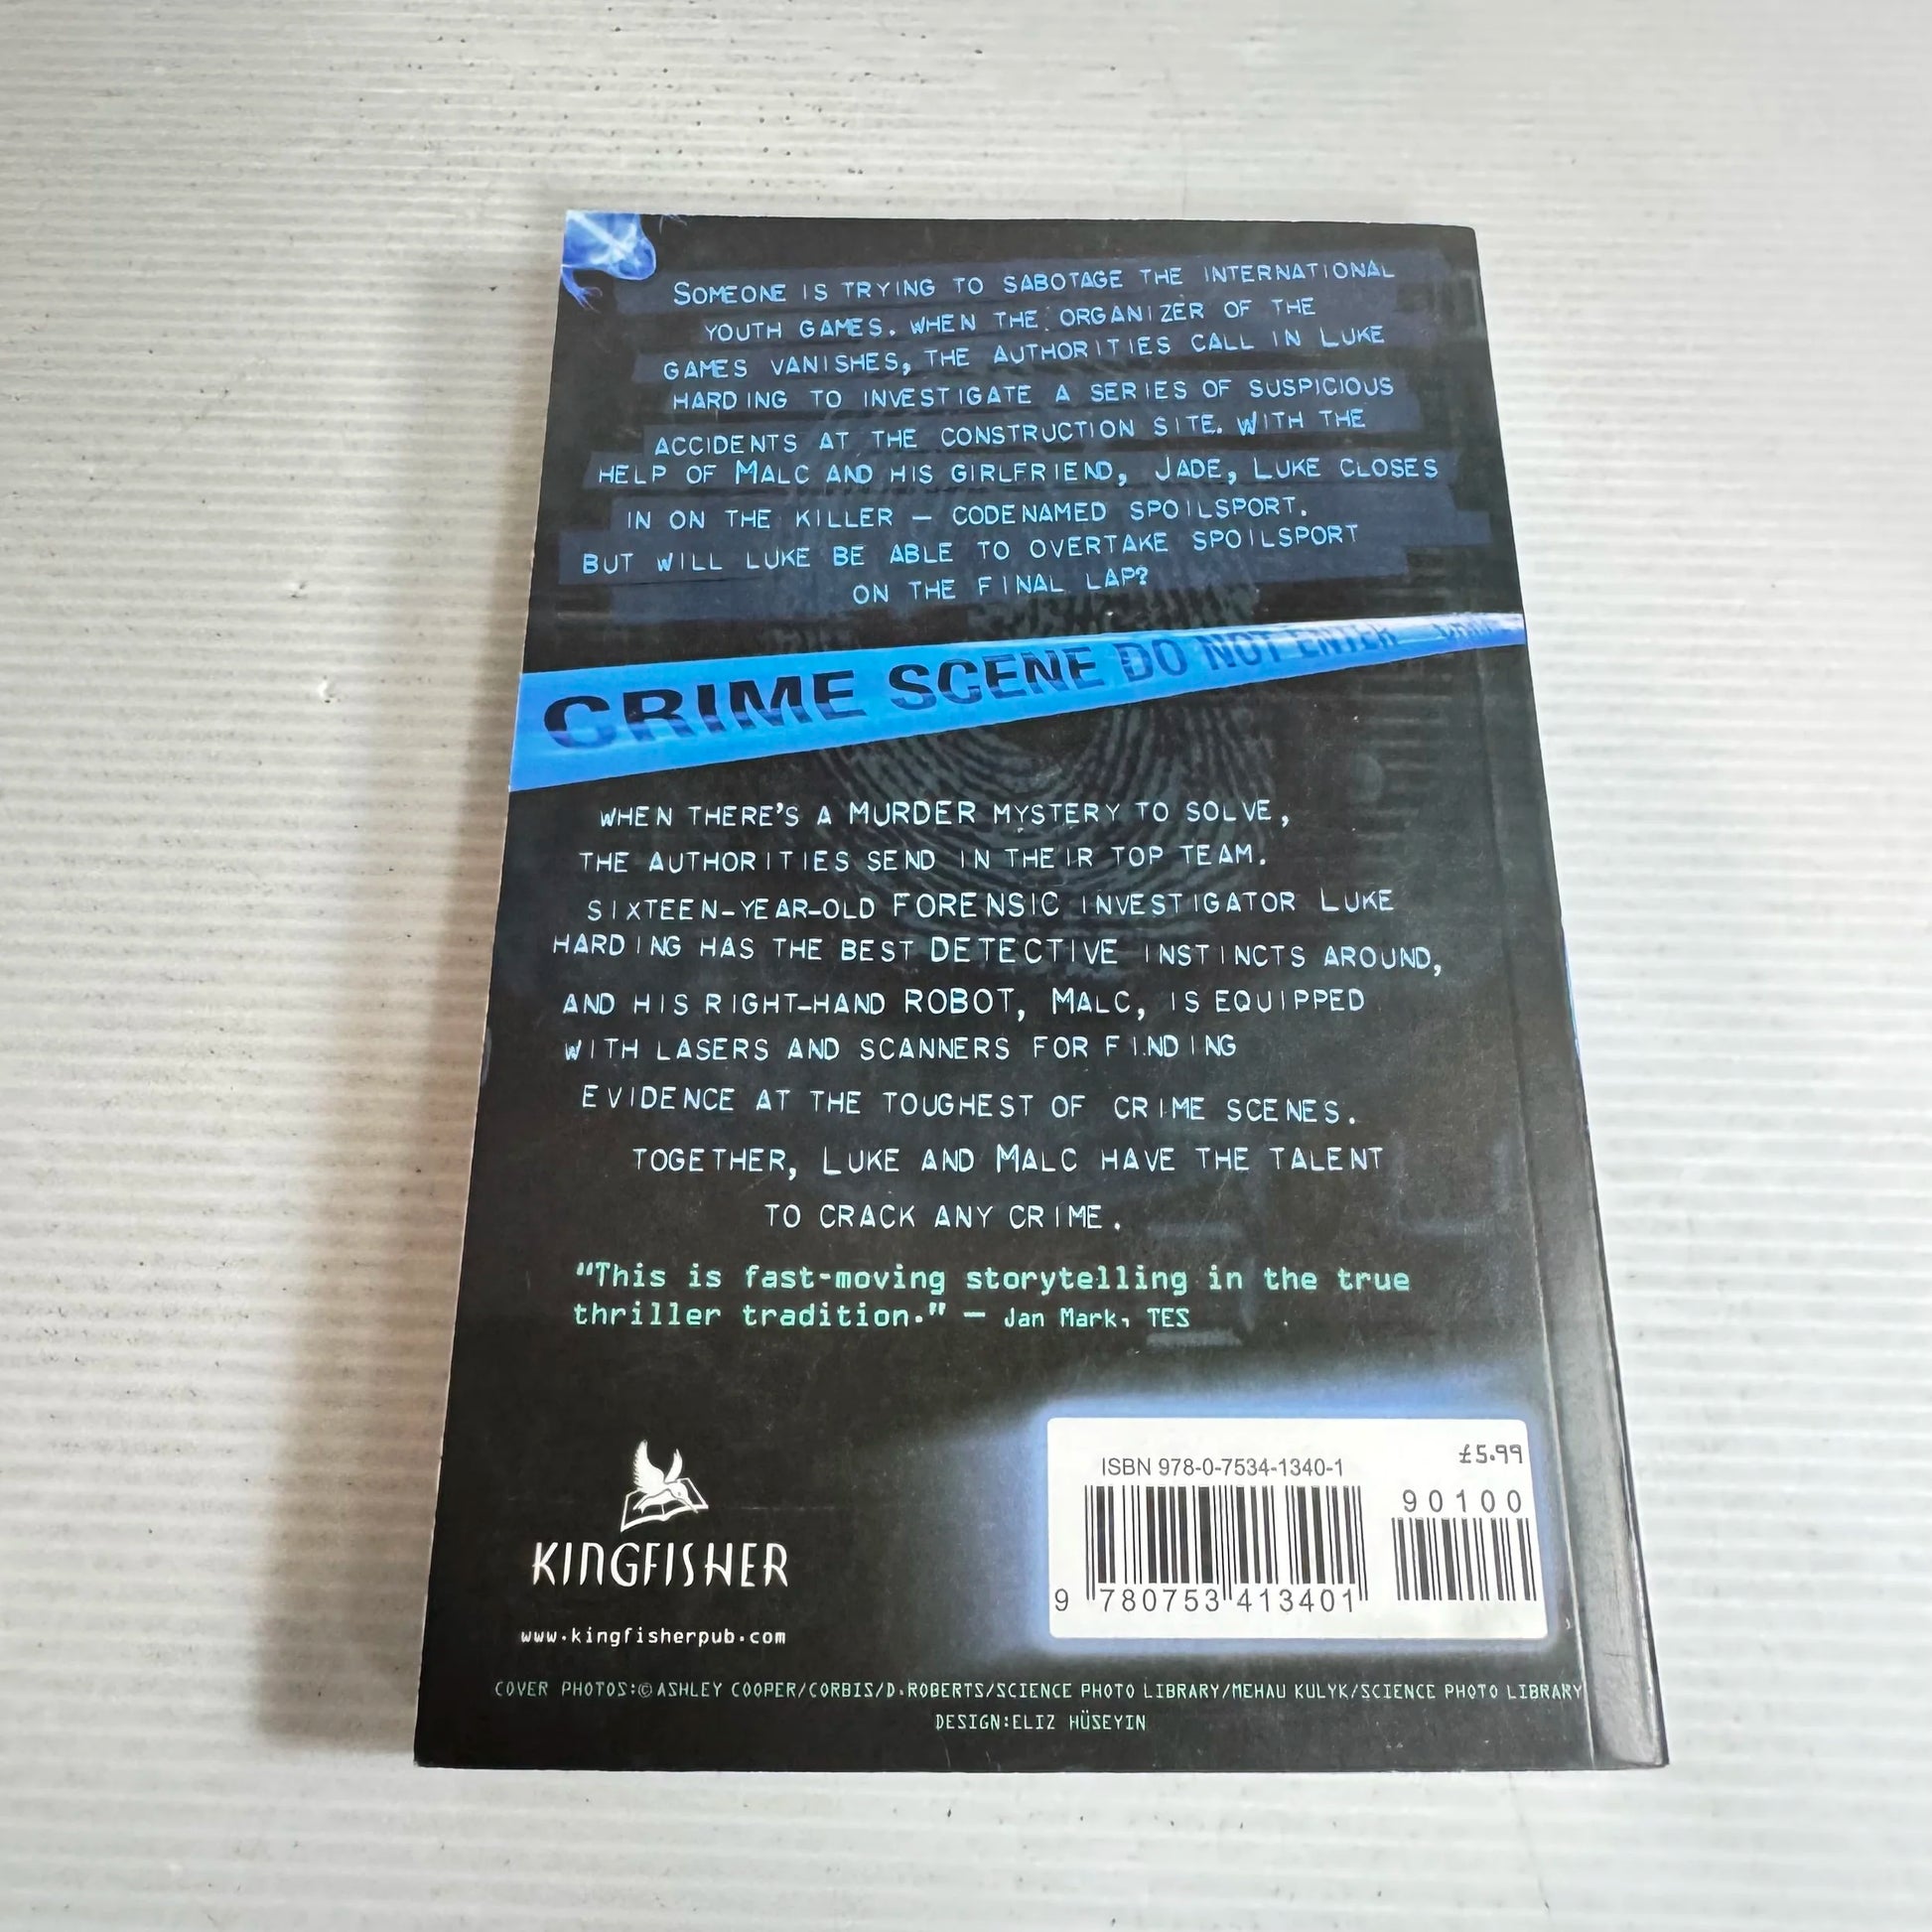 SOMEONE IS TRYING TO SABOTAGE THE INTERNATIONAL
YOUTH GAMES. WHEN THE ORGANIZER OF THE
GAMES VANISHES, THE AUTHORITIES CALL IN LUKE
HARDING TO INVESTIGATE A SERIES OF SUSPICIOUS
ACCIDENTS AT THE CONSTRUCTION SITE. WITH THE
HELP OF MALC AND HIS GIRLFRIEND, JADE, LUKE CLOSES
IN ON THE KILLER – CODENAMED SPOILSPORT.
BUT WILL LUKE BE ABLE TO OVERTAKE SPOILSPORT
ON THE FINAL LAP?
CRIME SCENE DO NOT ENTER
WHEN THERE'S A MURDER MYSTERY TO SOLVE,
THE AUTHORITIES SEND IN THEIR TOP TEAM.
SIXTEEN-YEAR-OLD FORENSIC INVESTIGATOR LUKE
HARDING HAS THE BEST DETECTIVE INSTINCTS AROUND,
AND HIS RIGHT-HAND ROBOT, MALC, IS EQUIPPED
WITH LASERS AND SCANNERS FOR FINDING
EVIDENCE AT THE TOUGHEST OF CRIME SCENES.
TOGETHER, LUKE AND MALC HAVE THE TALENT
TO CRACK ANY CRIME.
"This is fast-moving storytelling in the true
thriller tradition." – Jan Mark, TES
KINGFISHER
www.kingfisherpub.com
£5.99
ISBN 978-0-7534-1340-1
90100
9 780753 413401
COVER PHOTOS:© ASHLEY COOPER/CORBIS/D.ROBERTS/SCIENCE PHOTO LIBRARY/MEHAU KULYK/SCIENCE PHOTO LIBRARY
DESIGN:ELIZ HÜSEYIN